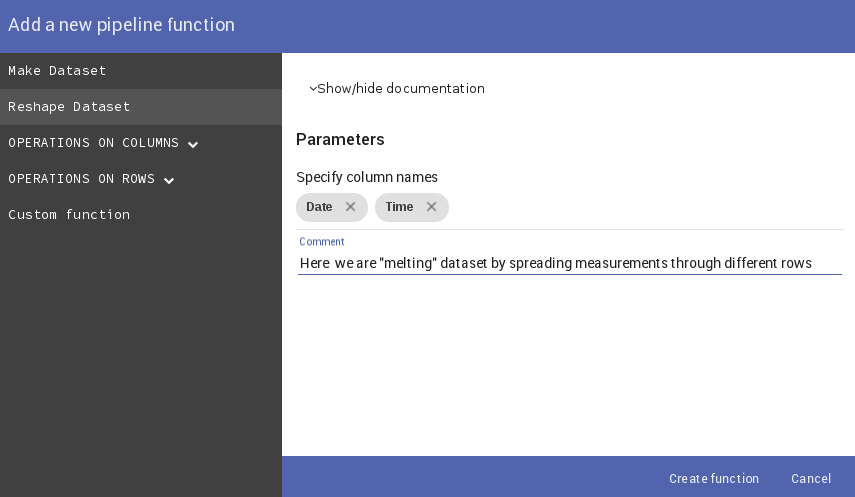 Add a new pipeline function
Make Dataset
Reshape Dataset
OPERATIONS ON COLUMNS
OPERATIONS ON ROWS
Custom function
Show/hide documentation
Parameters
Specify column names
Date Time
Comment
Here we are "melting" dataset by spreading measurements through different rows
Create function Cancel